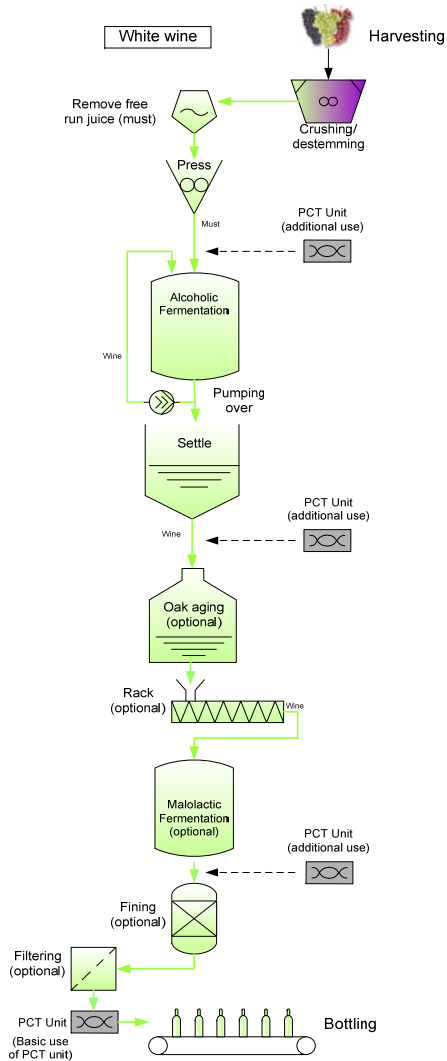 White wine
Harvesting
Remove free
run juice (must)
Crushing/
destemming
Press
Must
PCT Unit
(additional use)
Alcoholic
Fermentation
Wine
Pumping
over
Settle
Wine
PCT Unit
(additional use)
Oak aging
(optional)
Rack
(optional)
Wine
Malolactic
Fermentation
(optional)
PCT Unit
(additional use)
Fining
(optional)
Filtering
(optional)
PCT Unit
(Basic use
of PCT unit)
Bottling